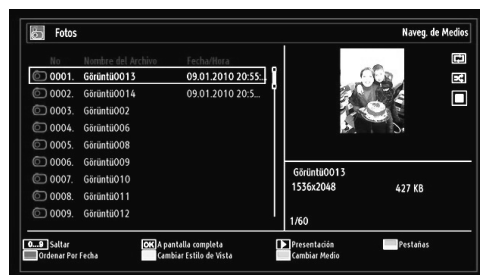 Fotos
Naveg. de Medios
No Nombre del Archivo Fecha/Hora
0001. Görüntü0013 09.01.2010 20:55:..
0002. Görüntü0014 09.01.2010 20:5...
0003. Görüntü002
0004. Görüntü006
0005. Görüntü008
0006. Görüntü009
0007. Görüntü010
0008. Görüntü011
0009. Görüntü012
Görüntü0013
1536x2048 427 KB
1/60
0...9 Saltar OK A pantalla completa Presentación Pestañas
Ordenar Por Fecha Cambiar Estilo de Vista Cambiar Medio